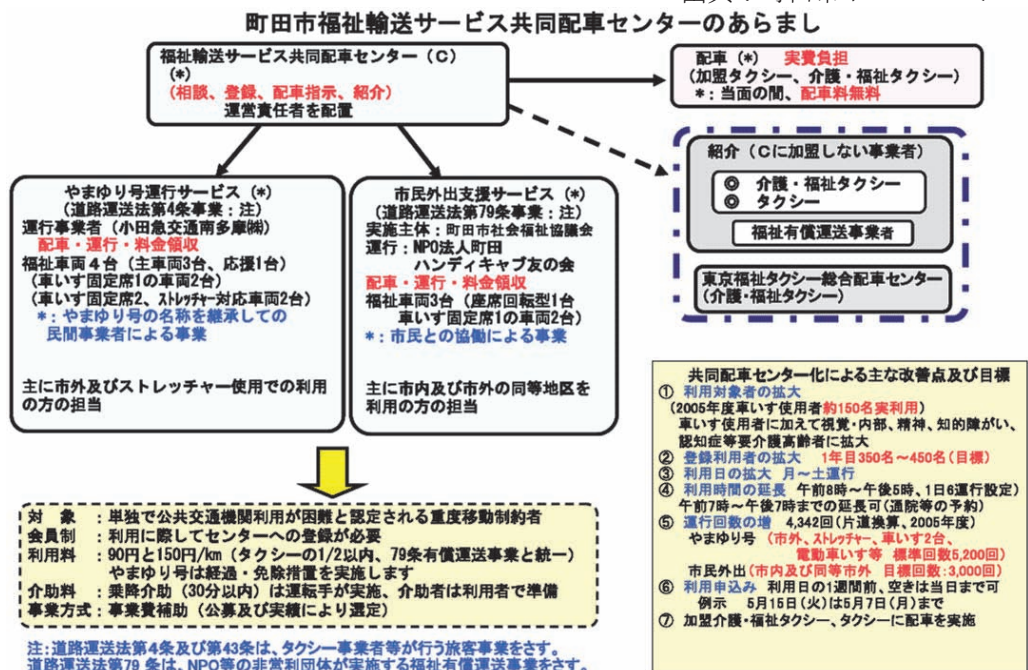 町田市福祉輸送サービス共同配車センターのあらまし
福祉輸送サービス共同配車センター(C)
(*)
(相談、登録、配車指示、紹介)
運営責任者を配置
配車(*) 実費負担
(加盟タクシー、介護・福祉タクシー)
*:当面の間、配車料無料
紹介(Cに加盟しない事業者)
◎ 介護・福祉タクシー
◎ タクシー
福祉有償運送事業者
東京福祉タクシー総合配車センター
(介護・福祉タクシー)
やまゆり号運行サービス(*)
(道路運送法第4条事業:注)
運行事業者(小田急交通南多摩㈱)
配車・運行・料金領収
福祉車両4台(主車両3台、応援1台)
(車いす固定席1の車両2台)
(車いす固定席2、ストレッチャー対応車両2台)
*:やまゆり号の名称を継承しての
民間事業者による事業
主に市外及びストレッチャー使用での利用
の方の担当
市民外出支援サービス(*)
(道路運送法第79条事業:注)
実施主体:町田市社会福祉協議会
運行:NPO法人町田
ハンディキャブ友の会
配車・運行・料金領収
福祉車両3台(座席回転型1台
車いす固定席1の車両2台)
*:市民との協働による事業
主に市内及び市外の同等地区を
利用の方の担当
対 象 :単独で公共交通機関利用が困難と認定される重度移動制約者
会員制 :利用に際してセンターへの登録が必要
利用料 :90円と150円/km(タクシーの1/2以内、79条有償運送事業と統一)
やまゆり号は経過・免除措置を実施します
介助料 :乗降介助(30分以内)は運転手が実施、介助者は利用者で準備
事業方式:事業費補助(公募及び実績により選定)
注:道路運送法第4条及び第43条は、タクシー事業者等が行う旅客事業をさす。
道路運送法第79条は、NPO等の非営利団体が実施する福祉有償運送事業をさす。
共同配車センター化による主な改善点及び目標
① 利用対象者の拡大
(2005年度車いす使用者約150名実利用)
車いす使用者に加えて視覚・内部、精神、知的障がい、
認知症等要介護高齢者に拡大
② 登録利用者の拡大 1年目350名~450名(目標)
③ 利用日の拡大 月~土運行
④ 利用時間の延長 午前8時~午後5時、1日6運行設定)
午前7時~午後7時までの延長可(通院等の予約)
⑤ 運行回数の増 4,342回(片道換算、2005年度)
やまゆり号(市外、ストレッチャー、車いす2台、
電動車いす等 標準回数5,200回)
市民外出(市内及び同等市外 目標回数:3,000回)
⑥ 利用申込み 利用日の1週間前、空きは当日まで可
例示 5月15日(火)は5月7日(月)まで
⑦ 加盟介護・福祉タクシー、タクシーに配車を実施